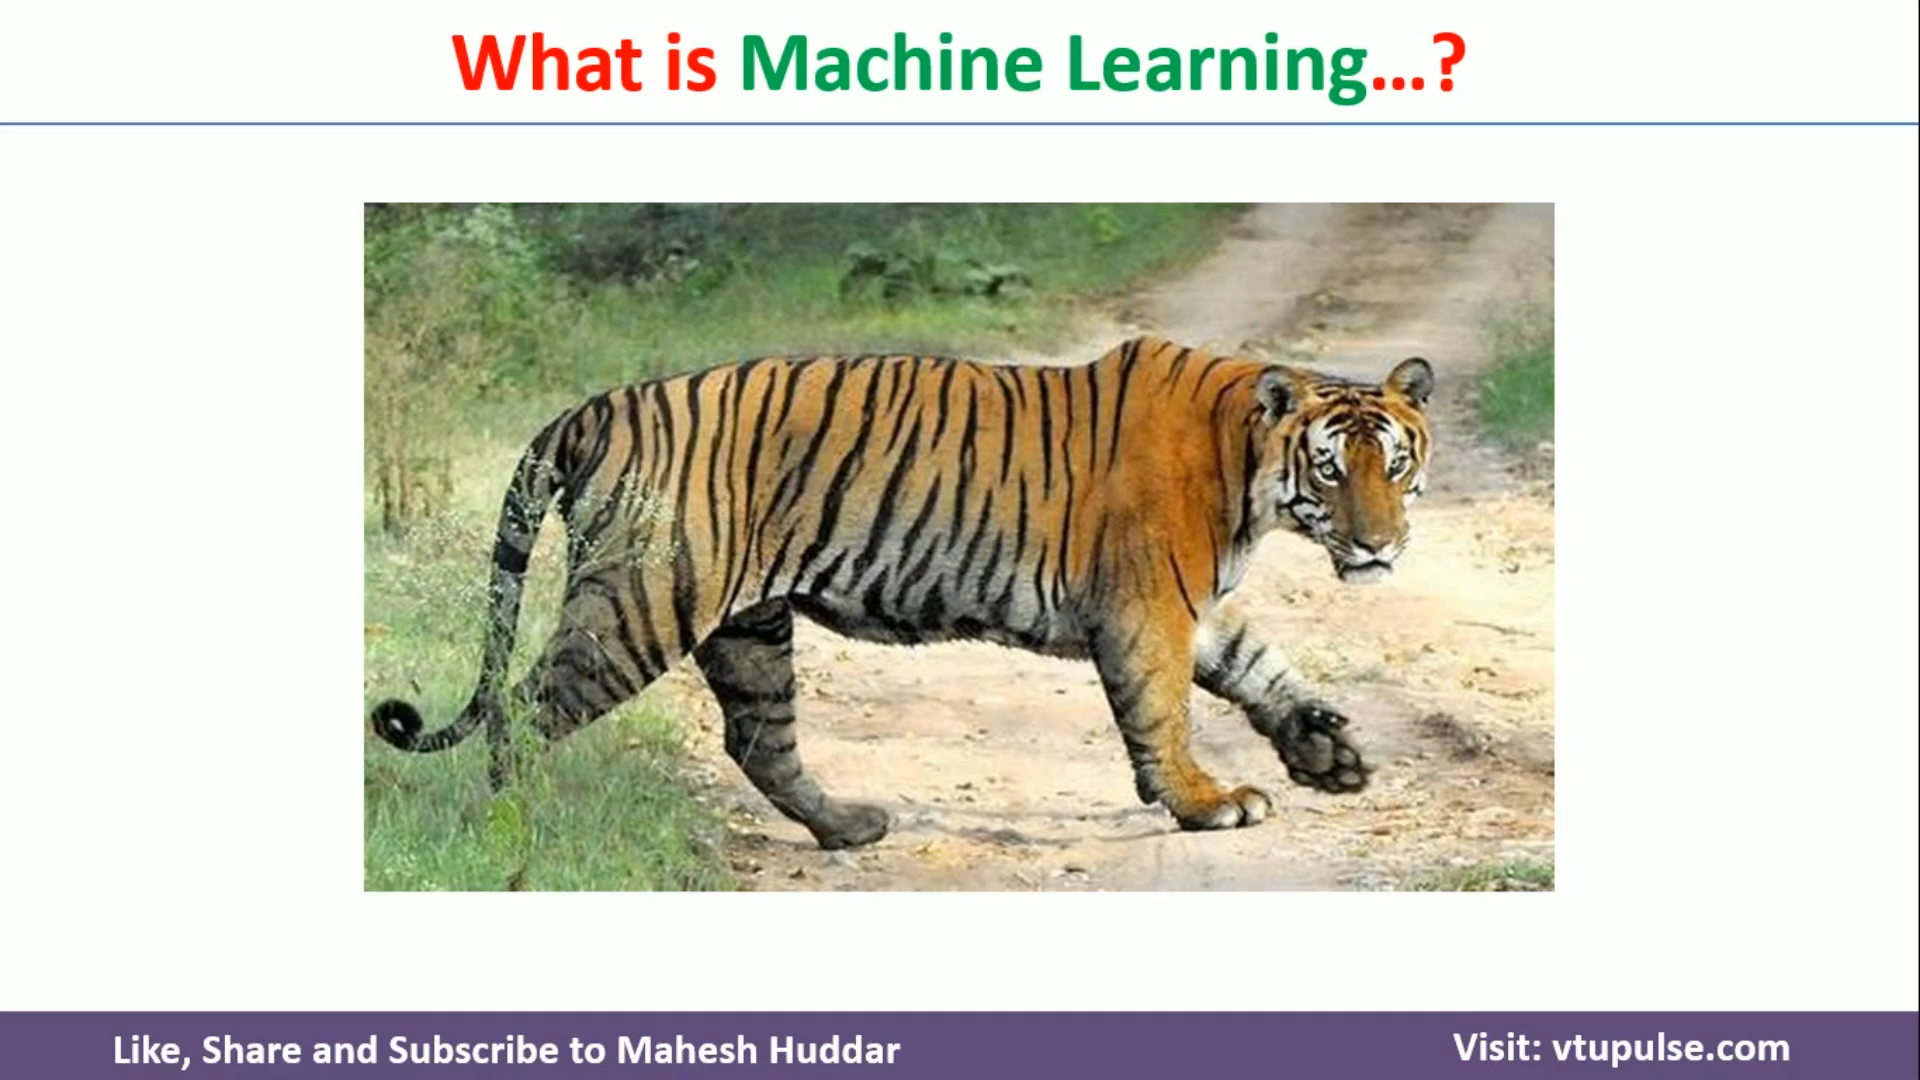 What is Machine Learning...?
Like, Share and Subscribe to Mahesh Huddar
Visit: vtupulse.com